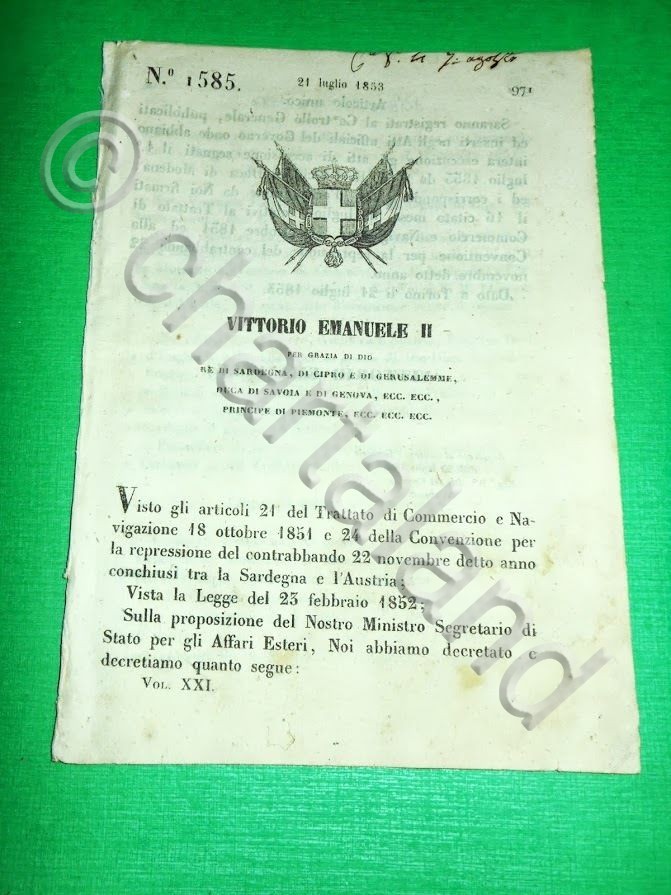 N.º 1585.
21 luglio 1853
971
VITTORIO EMANUELE II
PER GRAZIA DI DIO
RE DI SARDEGNA, DI CIPRO E DI GERUSALEMME,
DUCA DI SAVOIA E DI GENOVA, ECC. ECC.,
PRINCIPE DI PIEMONTE, ECC. ECC. ECC.
Visto gli articoli 21 del Trattato di Commercio e Na-
vigazione 18 ottobre 1851 e 24 della Convenzione per
la repressione del contrabbando 22 novembre detto anno
conchiusi tra la Sardegna e l'Austria;
Vista la Legge del 23 febbraio 1852;
Sulla proposizione del Nostro Ministro Segretario di
Stato per gli Affari Esteri, Noi abbiamo decretato e
decretiamo quanto segue:
VOL. XXI.
© chartaland